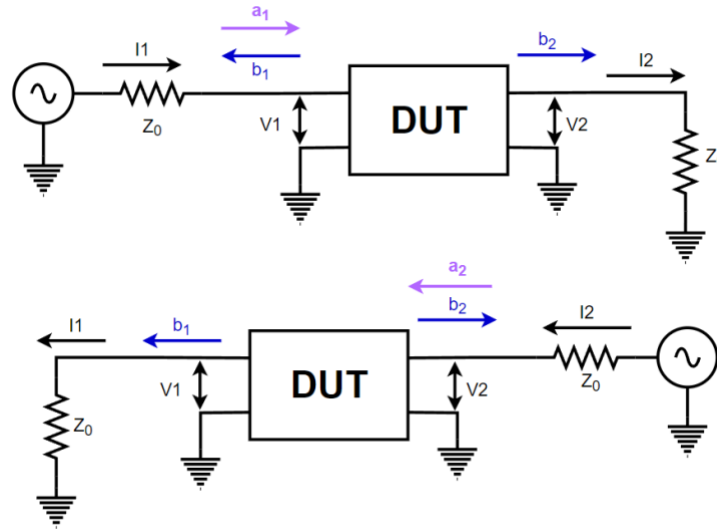 a₁
I1
b₁
b₂
I2
Z₀
V1
DUT
V2
Z
a₂
I1
b₁
b₂
I2
V1
DUT
V2
Z₀
Z₀